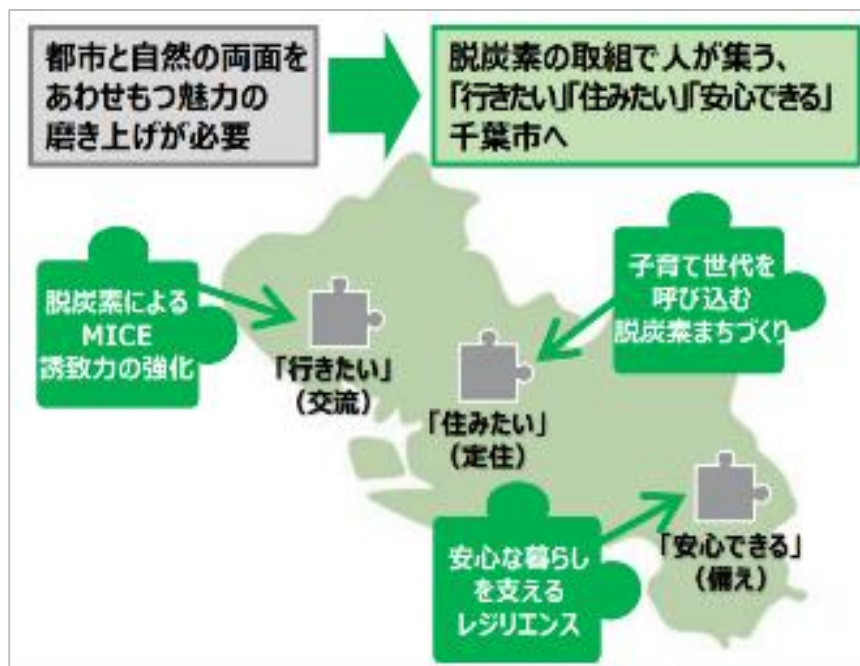 都市と自然の両面を
あわせもつ魅力の
磨き上げが必要
脱炭素の取組で人が集う、
「行きたい」「住みたい」「安心できる」
千葉市へ
脱炭素による
MICE
誘致力の強化
「行きたい」
（交流）
子育て世代を
呼び込む
脱炭素まちづくり
「住みたい」
（定住）
安心な暮らし
を支える
レジリエンス
「安心できる」
（備え）